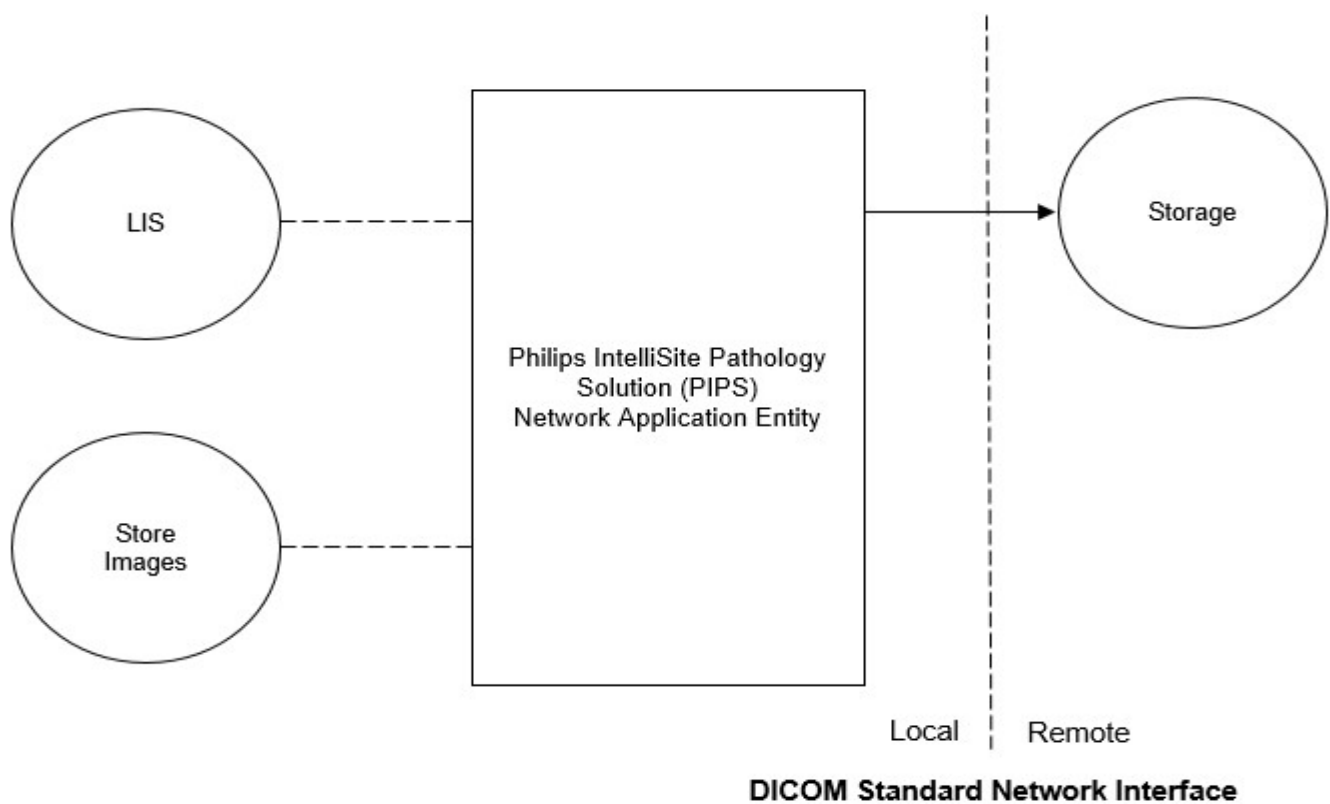 LIS
Store
Images
Philips IntelliSite Pathology
Solution (PIPS)
Network Application Entity
Storage
Local
Remote
DICOM Standard Network Interface